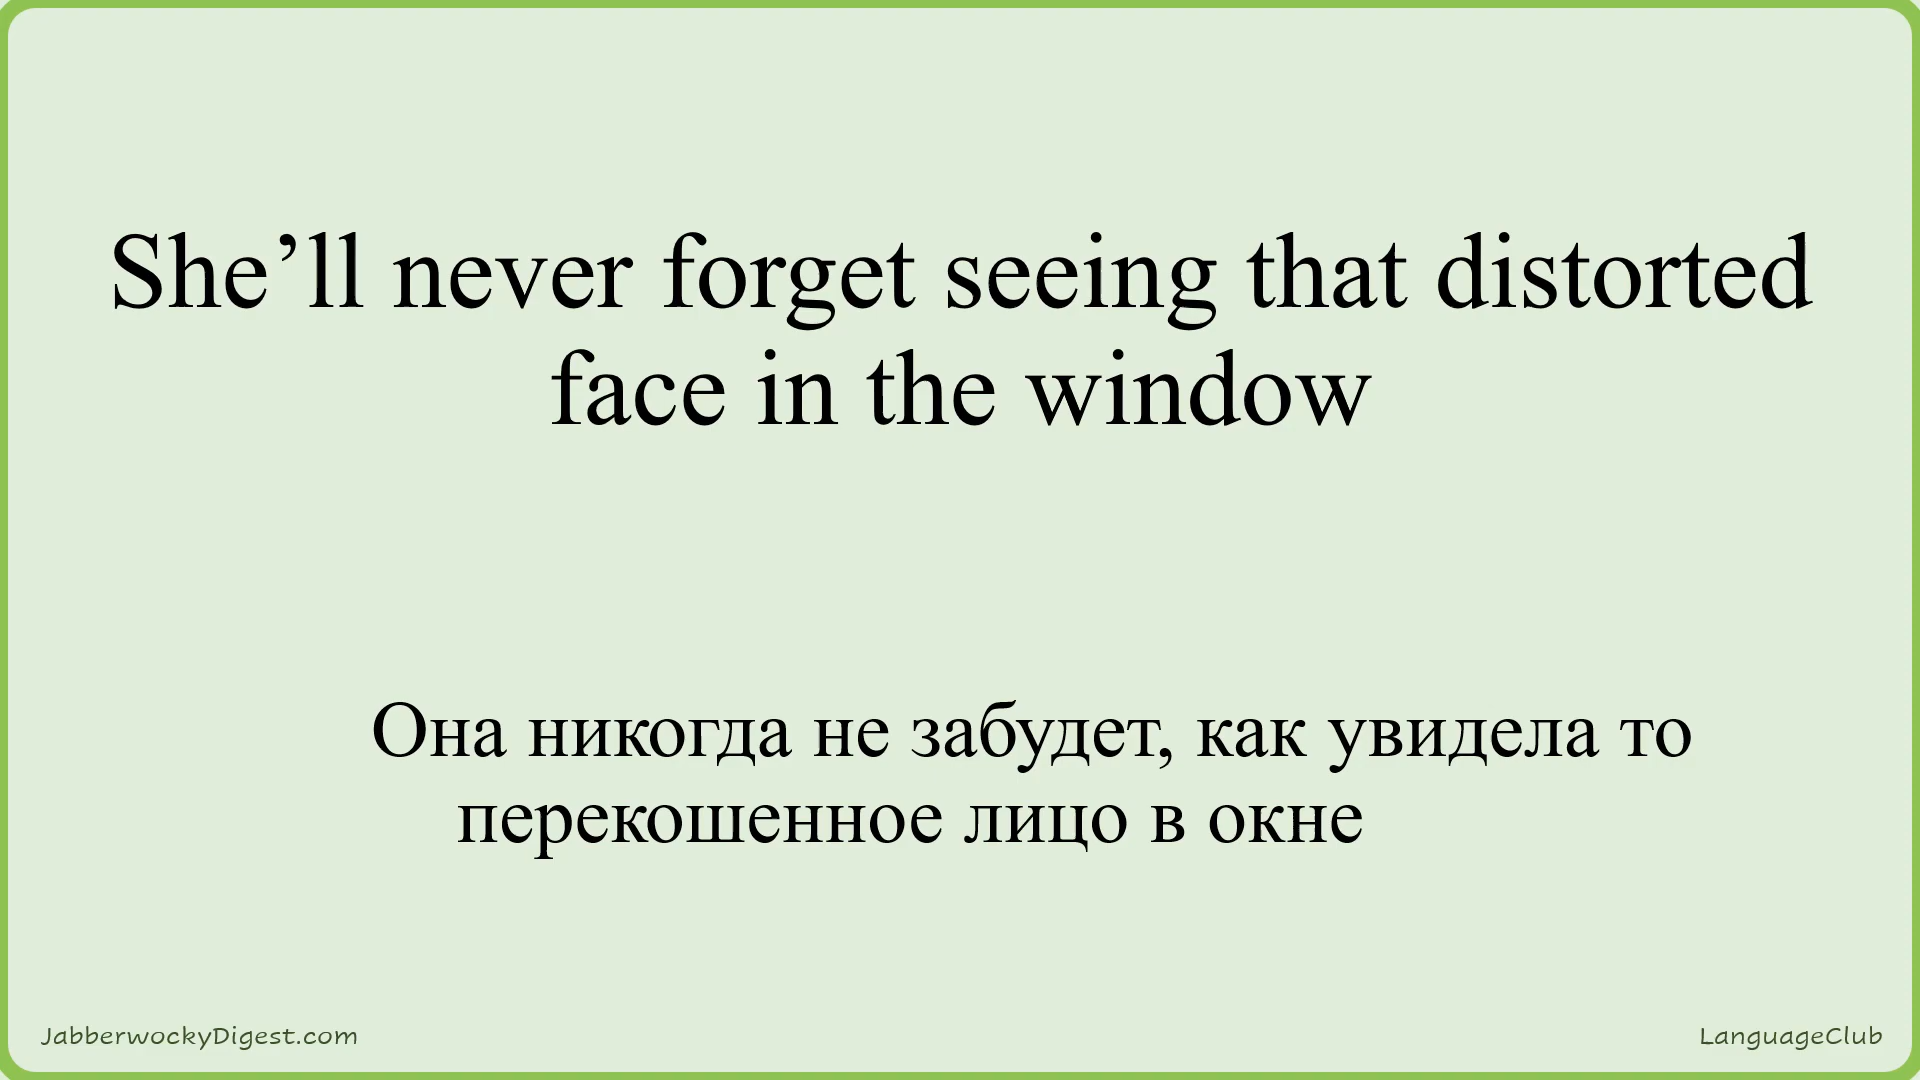 She’ll never forget seeing that distorted
face in the window
Она никогда не забудет, как увидела то
перекошенное лицо в окне
JabberwockyDigest.com
LanguageClub